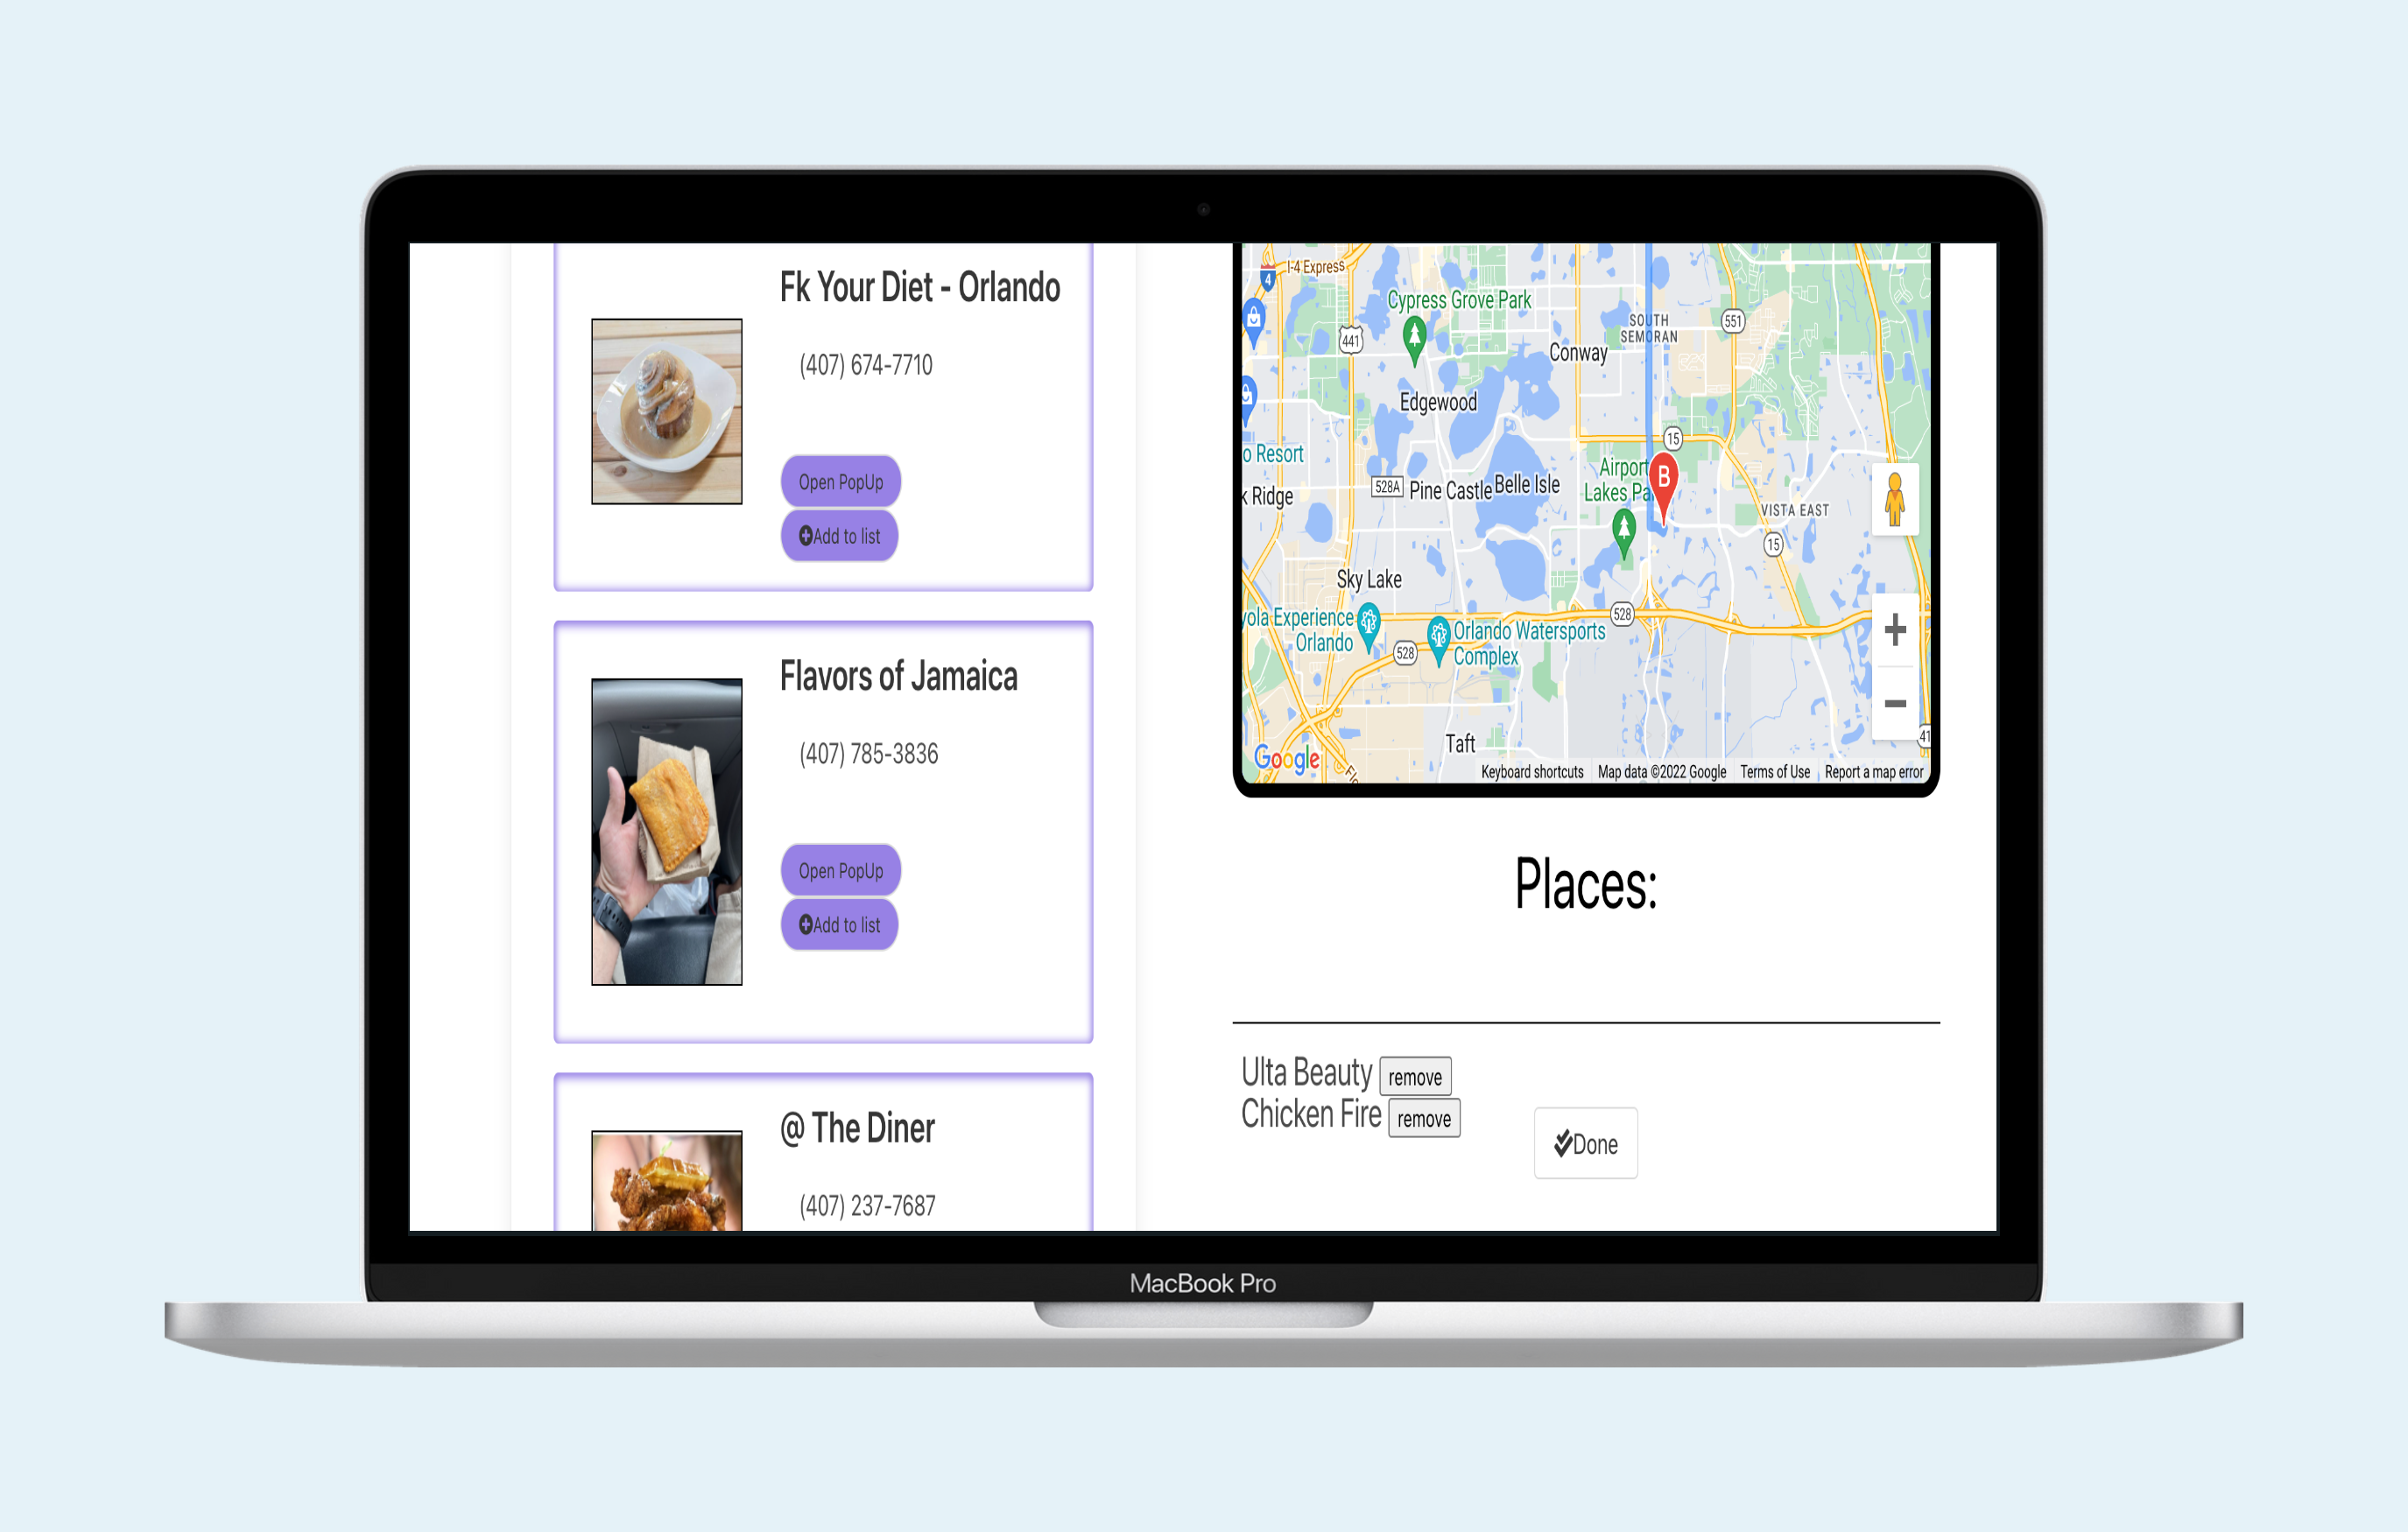 Fk Your Diet - Orlando
(407) 674-7710
Open PopUp
Add to list
Flavors of Jamaica
(407) 785-3836
Open PopUp
Add to list
@ The Diner
(407) 237-7687
I-4 Express
4
Cypress Grove Park
441
SOUTH
SEMORAN
551
Conway
Edgewood
15
o Resort
Airport
Lakes Pa
B
k Ridge
528A
Pine Castle
Belle Isle
VISTA EAST
15
Sky Lake
528
yola Experience
Orlando
Orlando Watersports
Complex
528
Taft
41
Google
Keyboard shortcuts
Map data ©2022 Google
Terms of Use
Report a map error
Places:
Ulta Beauty remove
Chicken Fire remove
Done
MacBook Pro